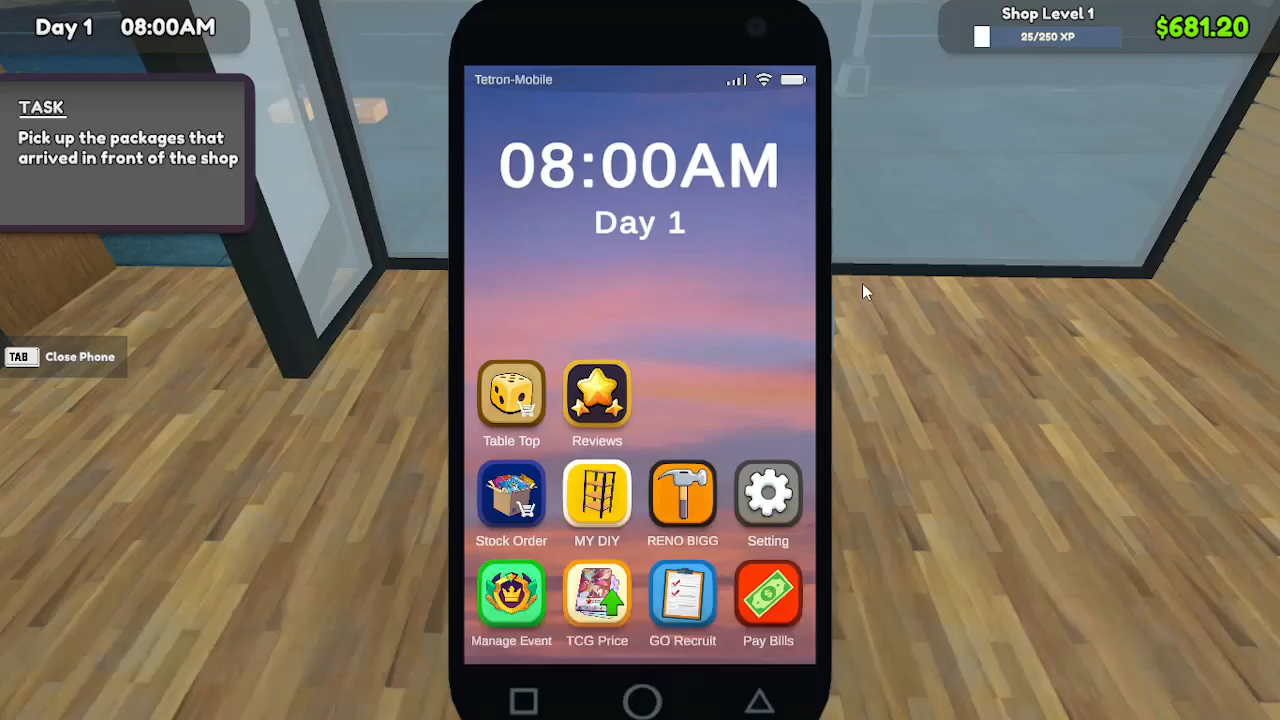 Day 1 08:00AM
Shop Level 1
25/250 XP
$681.20
TASK
Pick up the packages that
arrived in front of the shop
TAB Close Phone
Tetron-Mobile
08:00AM
Day 1
Table Top Reviews
Stock Order MY DIY RENO BIGG Setting
Manage Event TCG Price GO Recruit Pay Bills